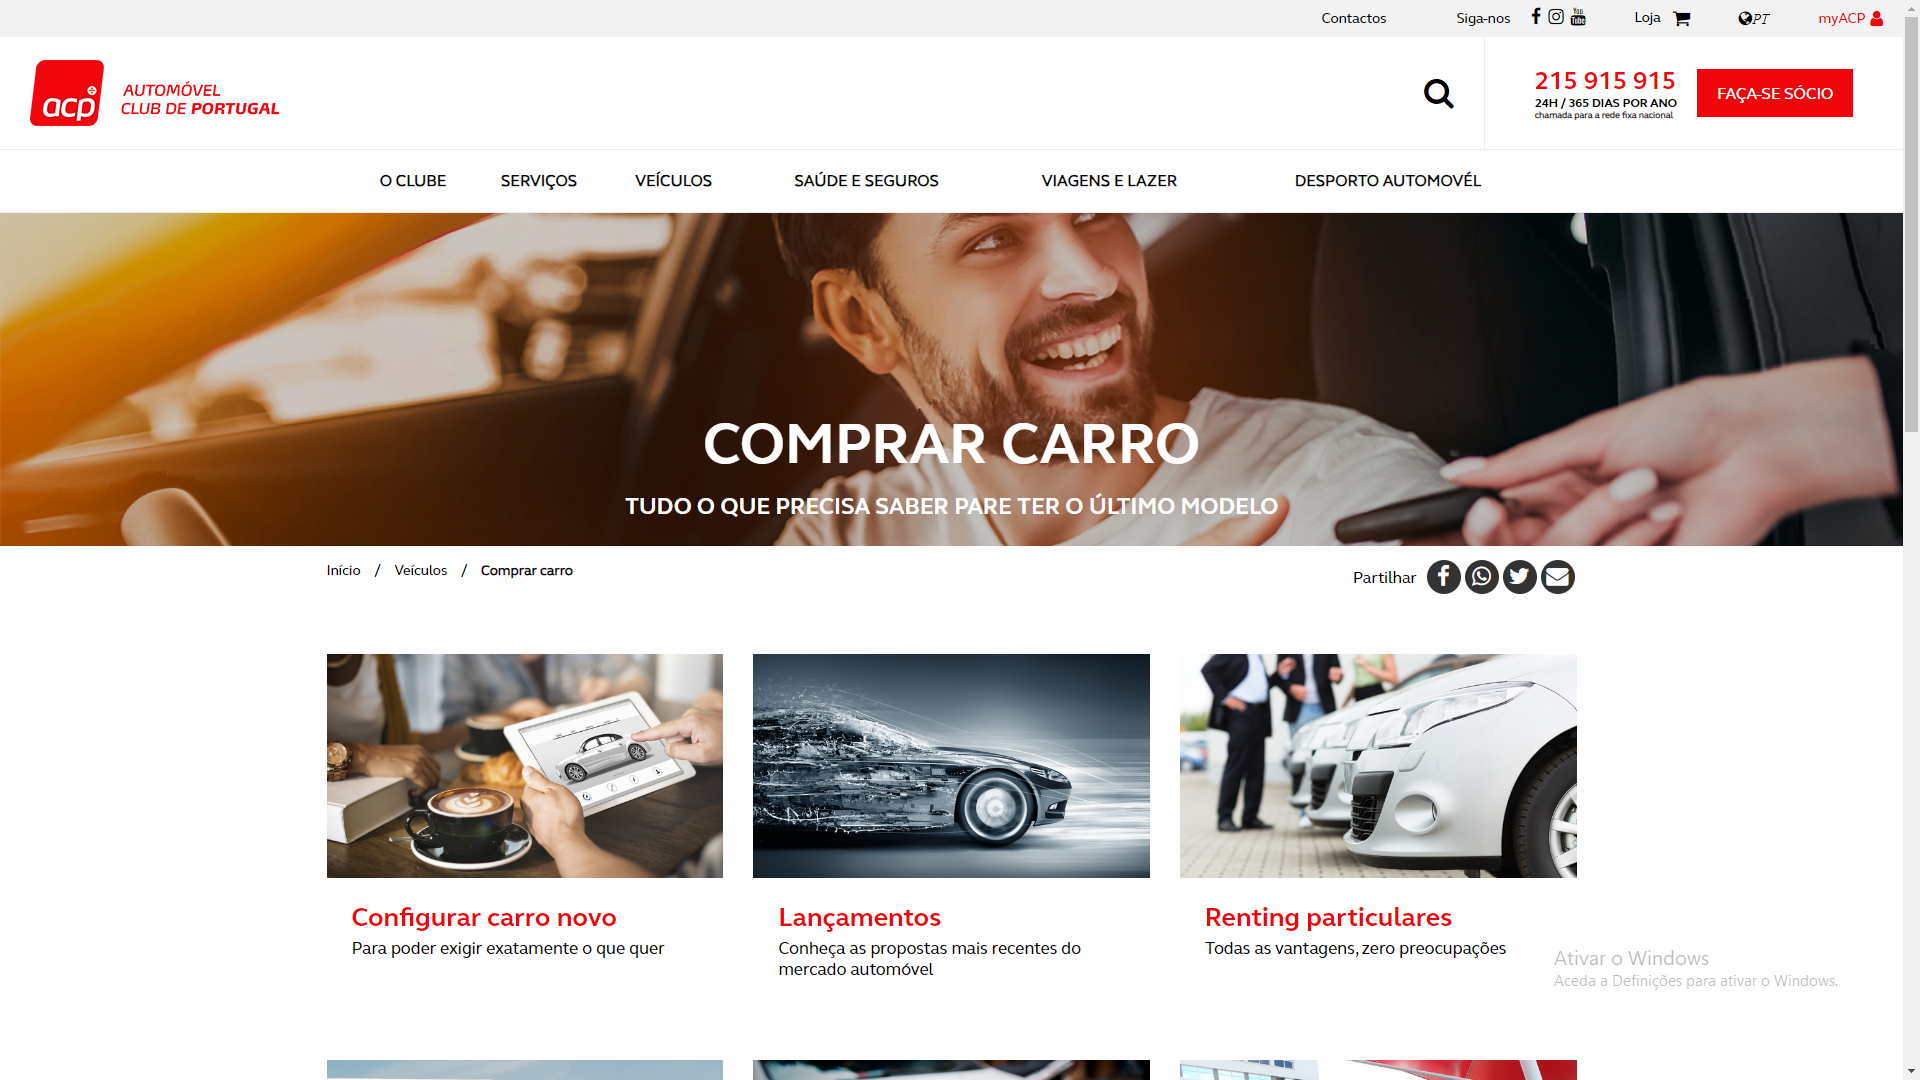 Contactos
Siga-nos
You Tube
Loja
PT
myACP
acp
AUTOMÓVEL
CLUB DE PORTUGAL
215 915 915
24H / 365 DIAS POR ANO
chamada para a rede fixa nacional
FAÇA-SE SÓCIO
O CLUBE
SERVIÇOS
VEÍCULOS
SAÚDE E SEGUROS
VIAGENS E LAZER
DESPORTO AUTOMOVÉL
COMPRAR CARRO
TUDO O QUE PRECISA SABER PARE TER O ÚLTIMO MODELO
Início / Veículos / Comprar carro
Partilhar
Configurar carro novo
Para poder exigir exatamente o que quer
Lançamentos
Conheça as propostas mais recentes do
mercado automóvel
Renting particulares
Todas as vantagens, zero preocupações
Ativar o Windows
Aceda a Definições para ativar o Windows.